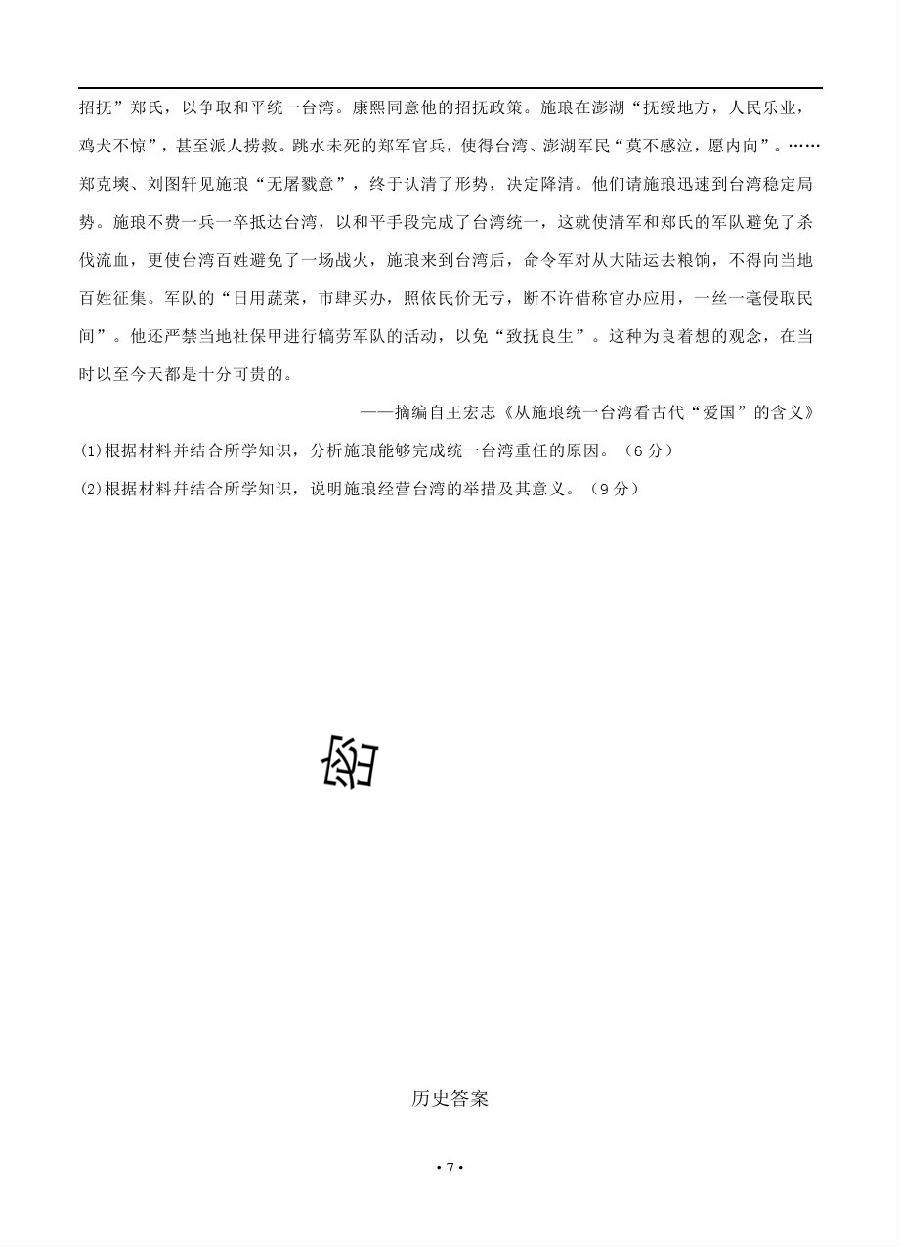 招抚”郑氏，以争取和平统一台湾。康熙同意他的招抚政策。施琅在澎湖“抚绥地方，人民乐业，
鸡犬不惊”，甚至派人捞救。跳水未死的郑军官兵，使得台湾、澎湖军民“莫不感泣，愿内向”。……
郑克塽、刘图轩见施琅“无屠戮意”，终于认清了形势，决定降清。他们请施琅迅速到台湾稳定局
势。施琅不费一兵一卒抵达台湾，以和平手段完成了台湾统一，这就使清军和郑氏的军队避免了杀
伐流血，更使台湾百姓避免了一场战火，施琅来到台湾后，命令军对从大陆运去粮饷，不得向当地
百姓征集。军队的“日用蔬菜，市肆买办，照依民价无亏，断不许借称官办应用，一丝一毫侵取民
间”。他还严禁当地社保甲进行犒劳军队的活动，以免“致抚良生”。这种为良着想的观念，在当
时以至今天都是十分可贵的。
——摘编自王宏志《从施琅统一台湾看古代“爱国”的含义》
(1)根据材料并结合所学知识，分析施琅能够完成统一台湾重任的原因。（6 分）
(2)根据材料并结合所学知识，说明施琅经营台湾的举措及其意义。（9 分）
密
历史答案
• 7 •